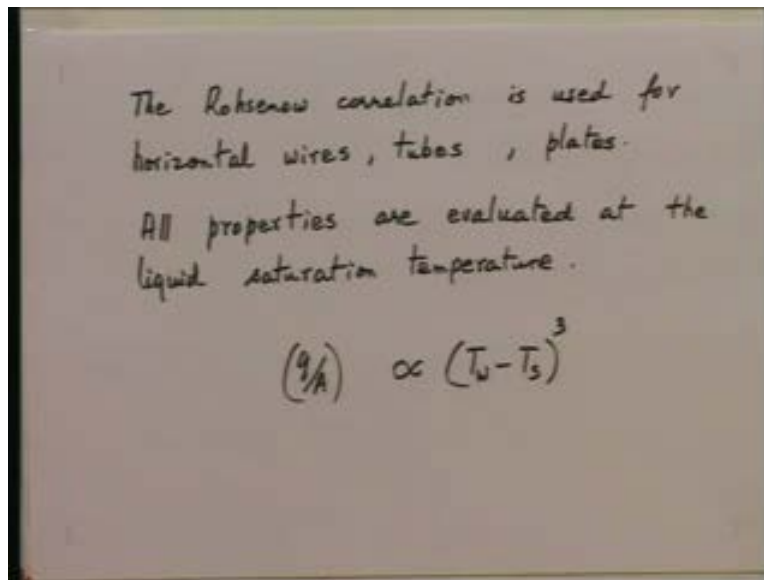 The Rohsenow correlation is used for
horizontal wires, tubes , plates.
All properties are evaluated at the
liquid saturation temperature.
(q/A) ∝ (Tw-Ts)³